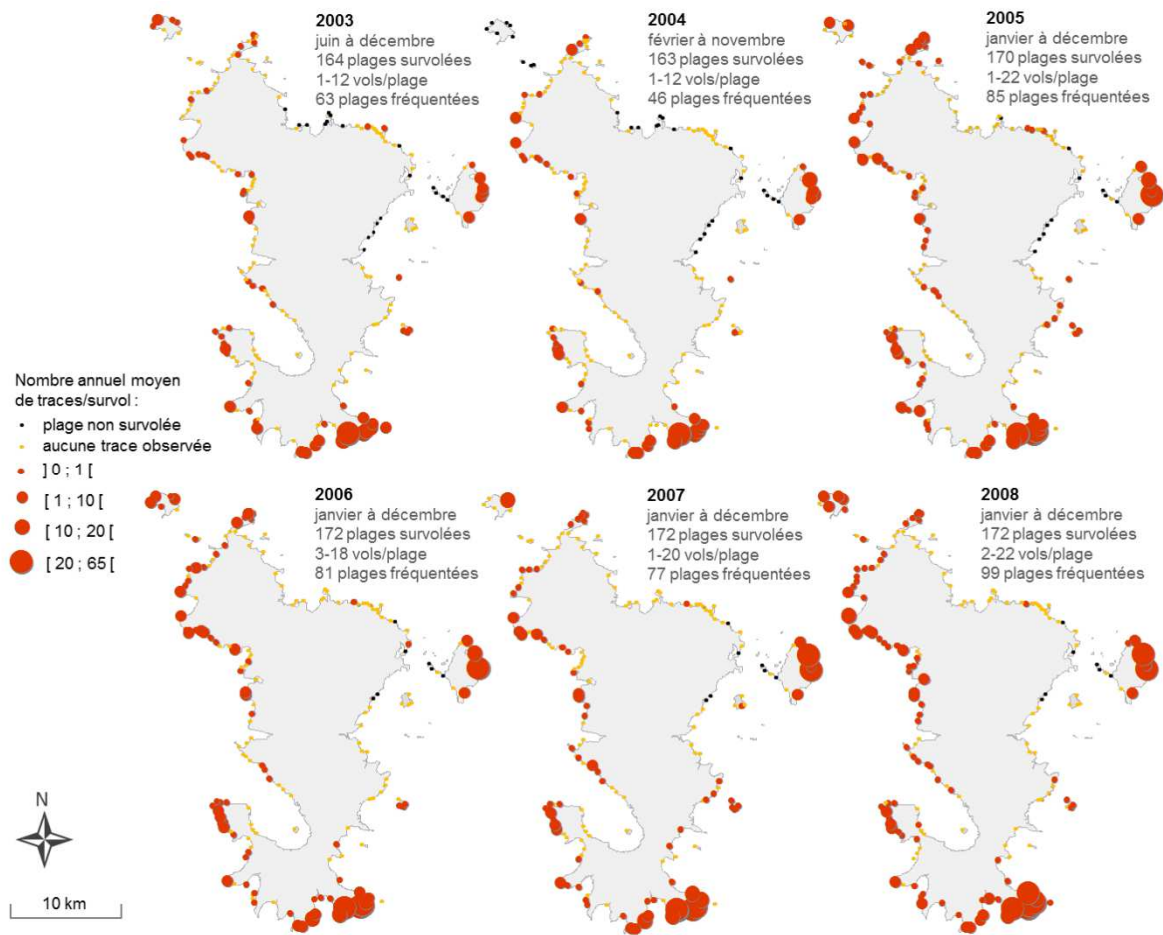 2003
juin à décembre
164 plages survolées
1-12 vols/plage
63 plages fréquentées
2004
février à novembre
163 plages survolées
1-12 vols/plage
46 plages fréquentées
2005
janvier à décembre
170 plages survolées
1-22 vols/plage
85 plages fréquentées
Nombre annuel moyen
de traces/survol :
plage non survolée
aucune trace observée
] 0 ; 1 [
[ 1 ; 10 [
[ 10 ; 20 [
[ 20 ; 65 [
2006
janvier à décembre
172 plages survolées
3-18 vols/plage
81 plages fréquentées
2007
janvier à décembre
172 plages survolées
1-20 vols/plage
77 plages fréquentées
2008
janvier à décembre
172 plages survolées
2-22 vols/plage
99 plages fréquentées
N
10 km